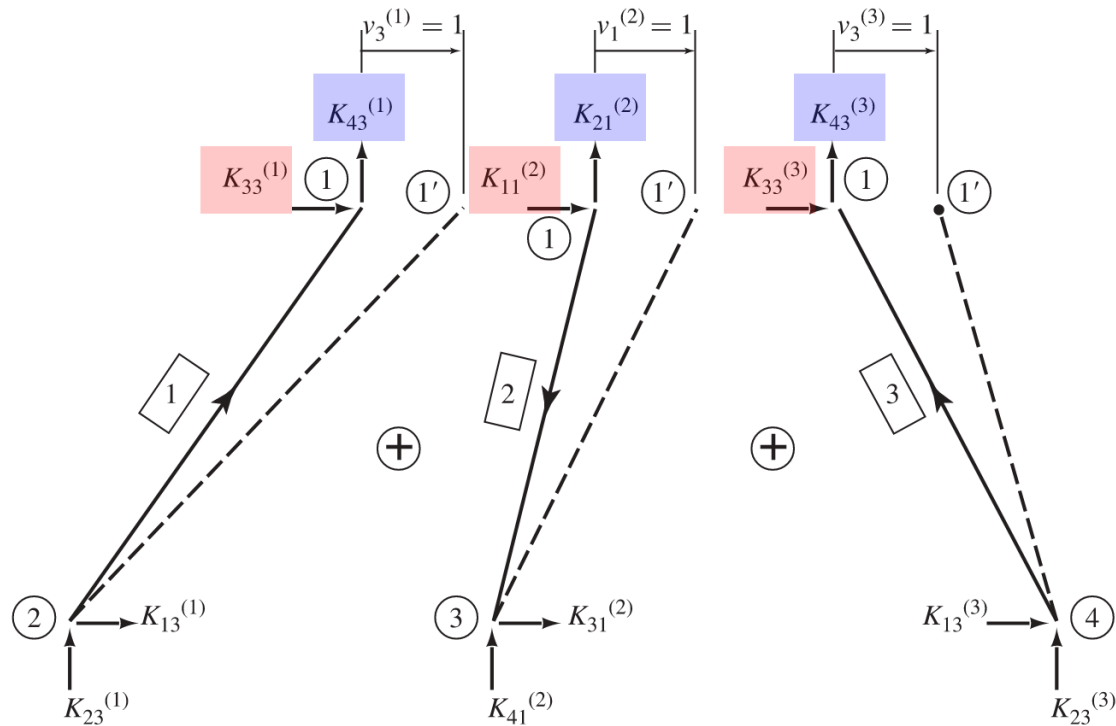 v₃⁽¹⁾ = 1 v₁⁽²⁾ = 1 v₃⁽³⁾ = 1
K₄₃⁽¹⁾ K₂₁⁽²⁾ K₄₃⁽³⁾
K₃₃⁽¹⁾ 1 1′ K₁₁⁽²⁾ 1′ K₃₃⁽³⁾ 1 1′
1
1 2 3
+ +
2 K₁₃⁽¹⁾ 3 K₃₁⁽²⁾ K₁₃⁽³⁾ 4
K₂₃⁽¹⁾ K₄₁⁽²⁾ K₂₃⁽³⁾